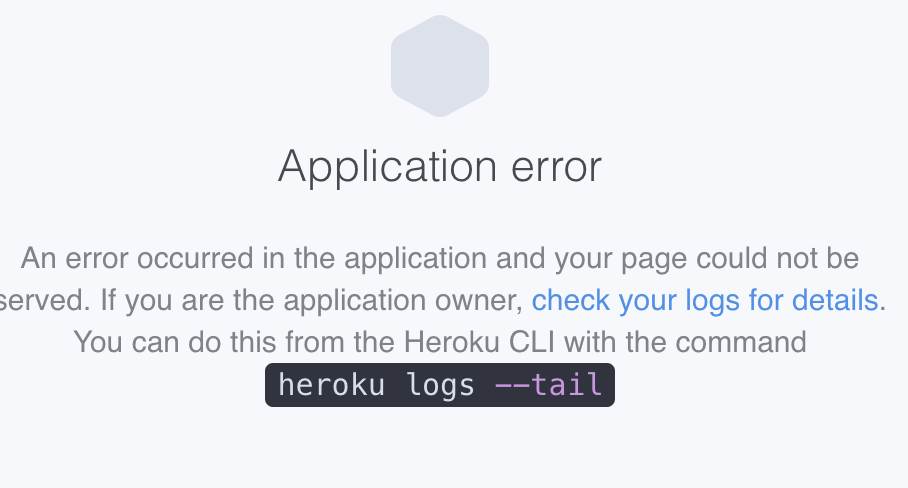 Application error
An error occurred in the application and your page could not be
served. If you are the application owner, check your logs for details.
You can do this from the Heroku CLI with the command
heroku logs --tail